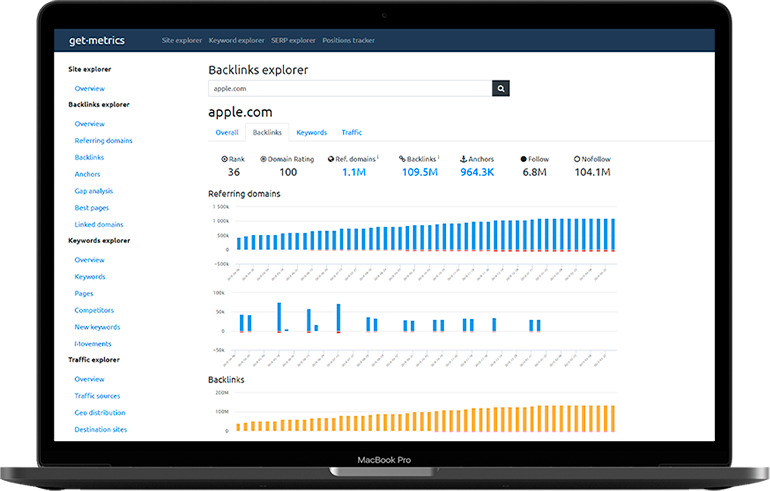 get-metrics Site explorer Keyword explorer SERP explorer Positions tracker
Site explorer
Overview
Backlinks explorer
Overview
Referring domains
Backlinks
Anchors
Gap analysis
Best pages
Linked domains
Keywords explorer
Overview
Keywords
Pages
Competitors
New keywords
Movements
Traffic explorer
Overview
Traffic sources
Geo distribution
Destination sites
Backlinks explorer
apple.com
apple.com
Overall Backlinks Keywords Traffic
Rank Domain Rating Ref. domains Backlinks Anchors Follow Nofollow
36 100 1.1M 109.5M 964.3K 6.8M 104.1M
Referring domains
1 500k
1 000k
500k
0
-500k
100k
50k
0
-50k
Backlinks
200M
100M
0
MacBook Pro